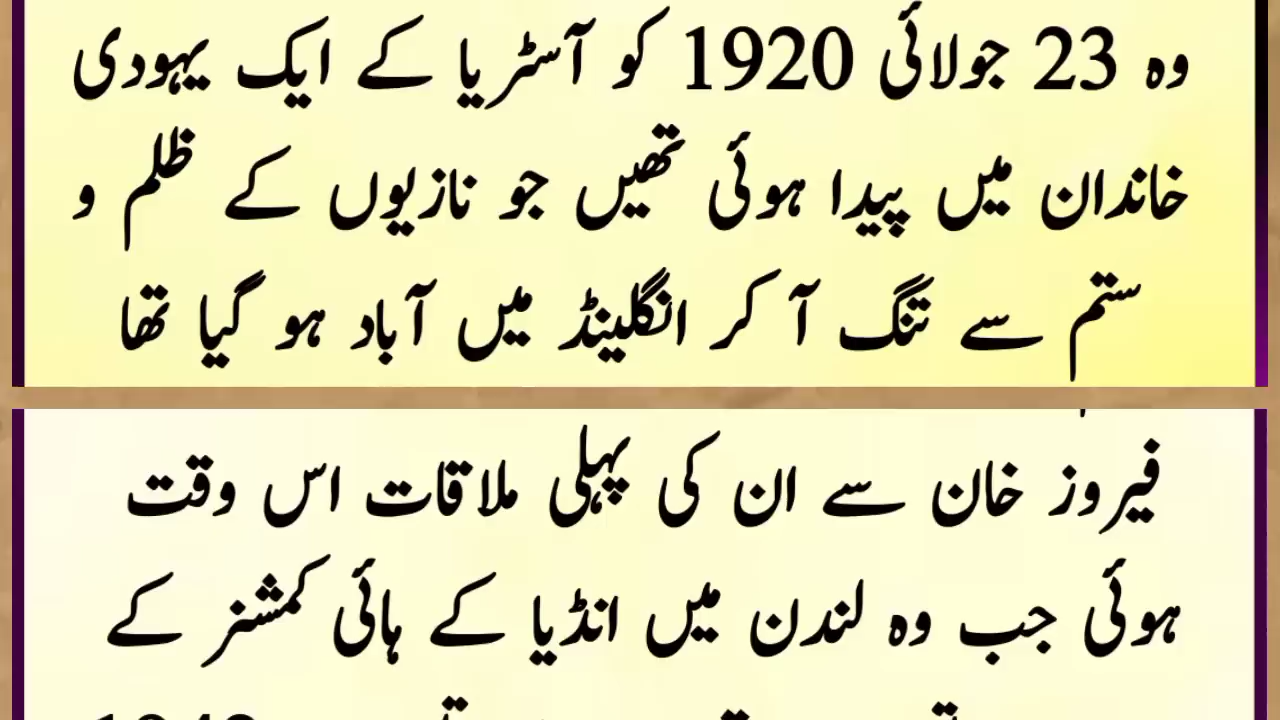 وہ 23 جولائی 1920 کو آسٹریا کے ایک یہودی
خاندان میں پیدا ہوئی تھیں جو نازیوں کے ظلم و
ستم سے تنگ آ کر انگلینڈ میں آباد ہو گیا تھا
فیروز خان سے ان کی پہلی ملاقات اس وقت
ہوئی جب وہ لندن میں انڈیا کے ہائی کمشنر کے